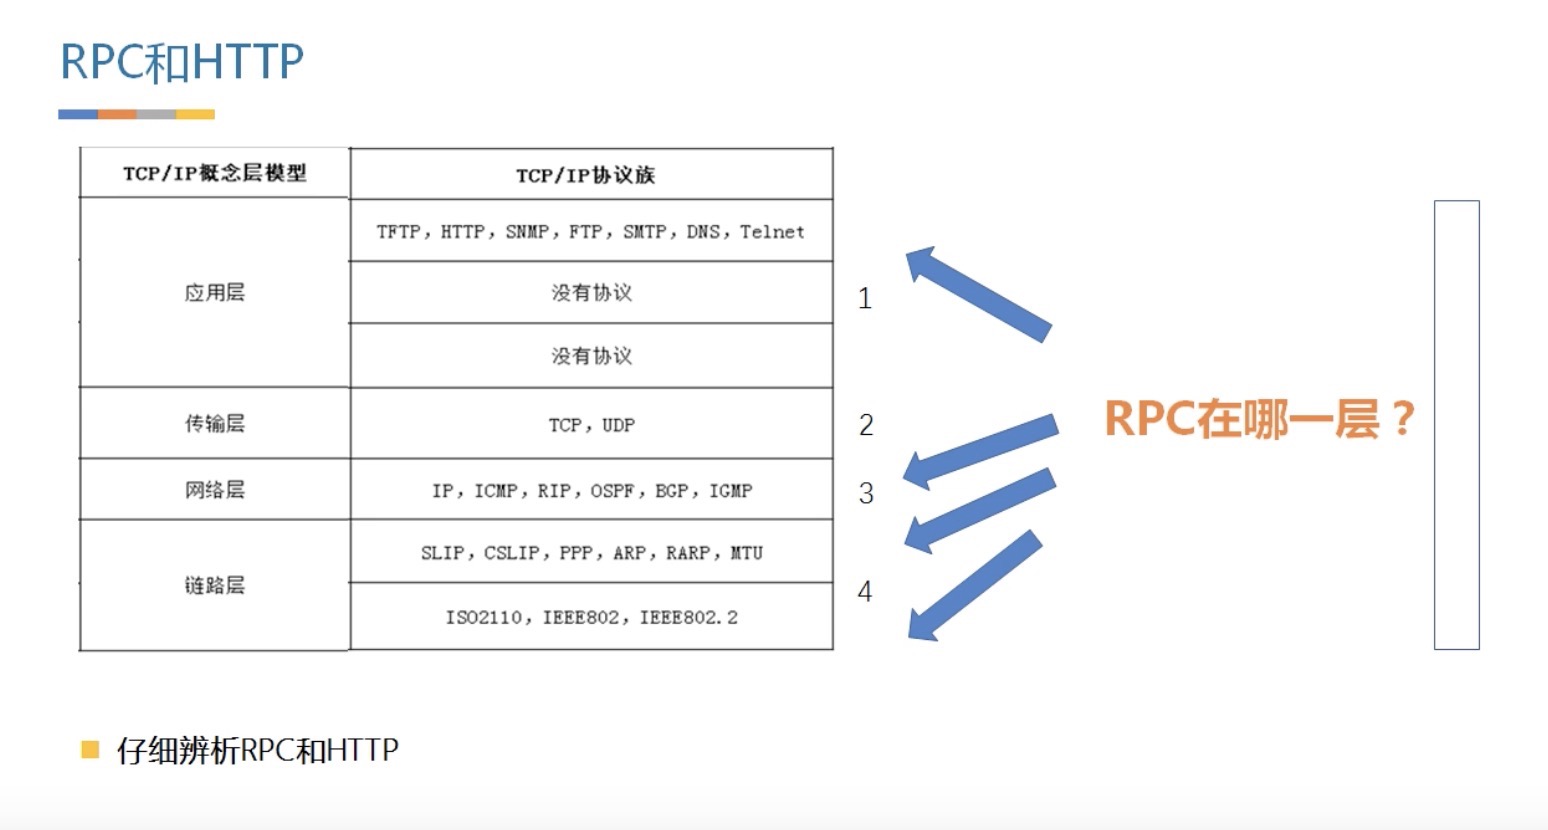 RPC和HTTP
TCP/IP概念层模型
TCP/IP协议族
应用层
TFTP，HTTP，SNMP，FTP，SMTP，DNS，Telnet
没有协议
没有协议
1
传输层
TCP，UDP
2
网络层
IP，ICMP，RIP，OSPF，BGP，IGMP
3
链路层
SLIP，CSLIP，PPP，ARP，RARP，MTU
ISO2110，IEEE802，IEEE802.2
4
RPC在哪一层？
仔细辨析RPC和HTTP